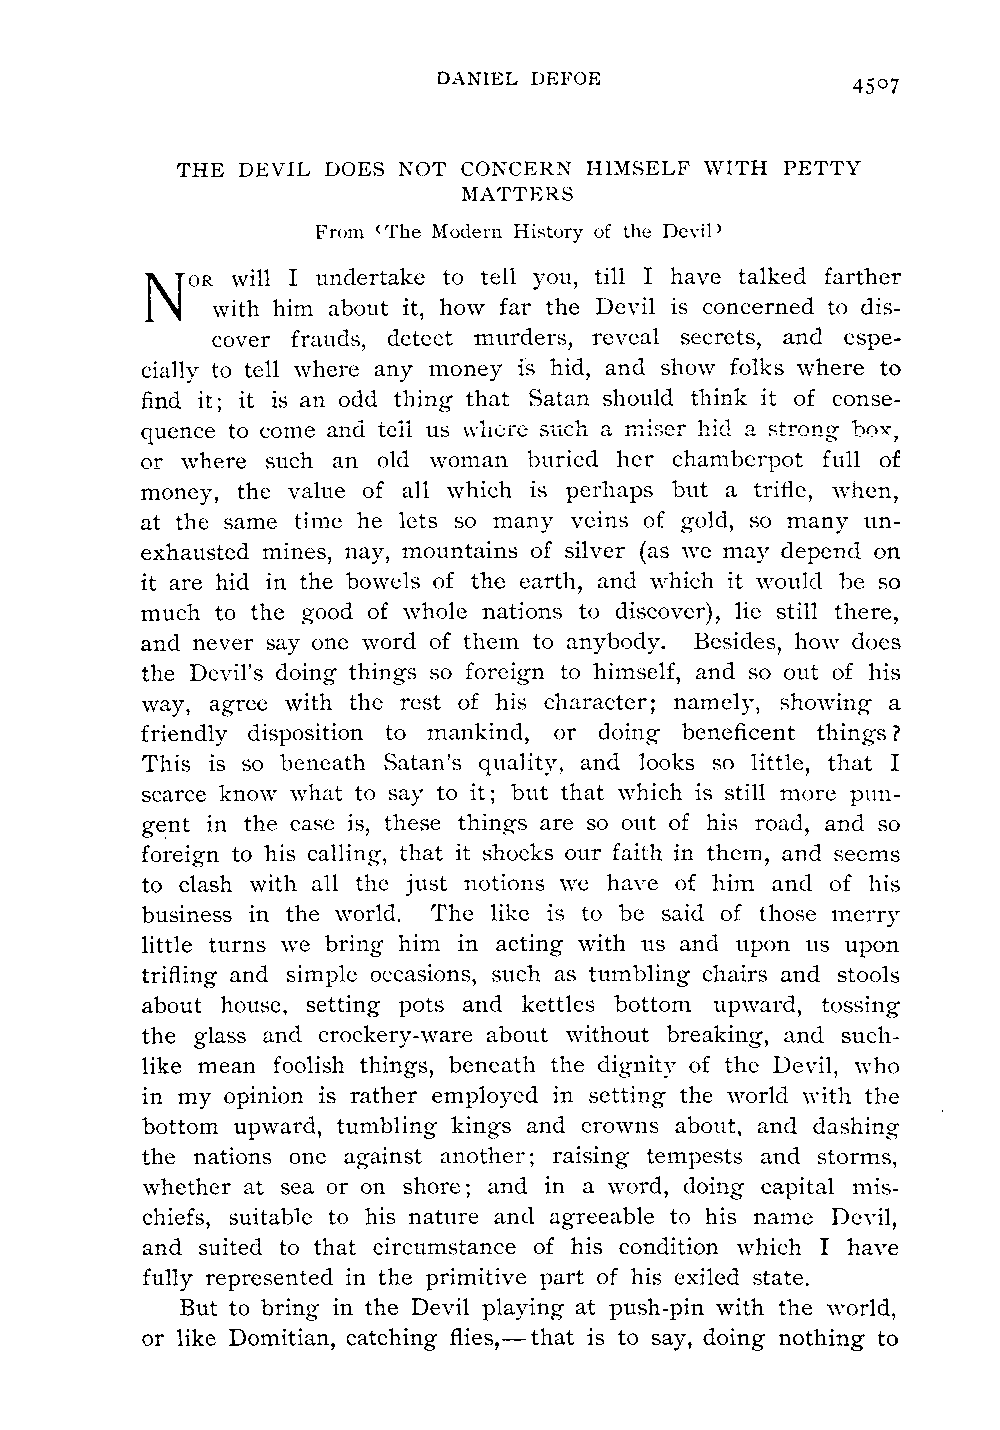 DANIEL DEFOE 4507
THE DEVIL DOES NOT CONCERN HIMSELF WITH PETTY
MATTERS
From ‹The Modern History of the Devil›
NOR will I undertake to tell you, till I have talked farther
with him about it, how far the Devil is concerned to dis-
cover frauds, detect murders, reveal secrets, and espe-
cially to tell where any money is hid, and show folks where to
find it; it is an odd thing that Satan should think it of conse-
quence to come and tell us where such a miser hid a strong box,
or where such an old woman buried her chamberpot full of
money, the value of all which is perhaps but a trifle, when,
at the same time he lets so many veins of gold, so many un-
exhausted mines, nay, mountains of silver (as we may depend on
it are hid in the bowels of the earth, and which it would be so
much to the good of whole nations to discover), lie still there,
and never say one word of them to anybody. Besides, how does
the Devil's doing things so foreign to himself, and so out of his
way, agree with the rest of his character; namely, showing a
friendly disposition to mankind, or doing beneficent things?
This is so beneath Satan's quality, and looks so little, that I
scarce know what to say to it; but that which is still more pun-
gent in the case is, these things are so out of his road, and so
foreign to his calling, that it shocks our faith in them, and seems
to clash with all the just notions we have of him and of his
business in the world. The like is to be said of those merry
little turns we bring him in acting with us and upon us upon
trifling and simple occasions, such as tumbling chairs and stools
about house, setting pots and kettles bottom upward, tossing
the glass and crockery-ware about without breaking, and such-
like mean foolish things, beneath the dignity of the Devil, who
in my opinion is rather employed in setting the world with the
bottom upward, tumbling kings and crowns about, and dashing
the nations one against another; raising tempests and storms,
whether at sea or on shore; and in a word, doing capital mis-
chiefs, suitable to his nature and agreeable to his name Devil,
and suited to that circumstance of his condition which I have
fully represented in the primitive part of his exiled state.
But to bring in the Devil playing at push-pin with the world,
or like Domitian, catching flies,—that is to say, doing nothing to